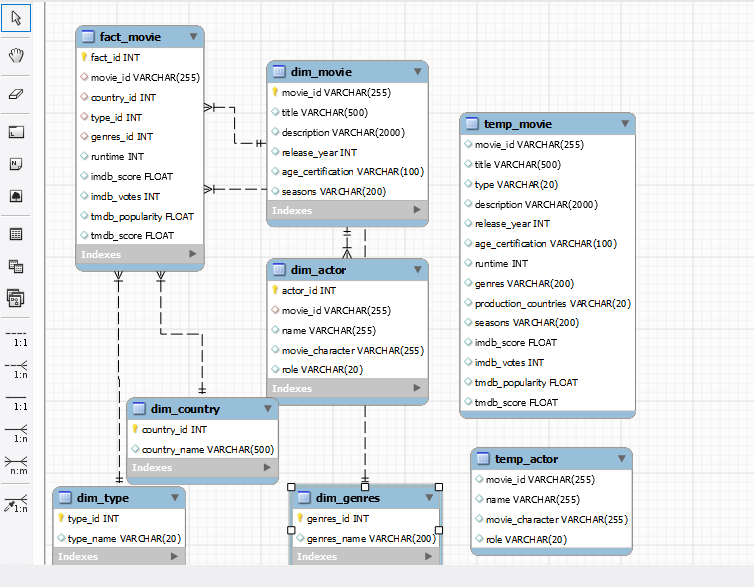 fact_movie
fact_id INT
movie_id VARCHAR(255)
country_id INT
type_id INT
genres_id INT
runtime INT
imdb_score FLOAT
imdb_votes INT
tmdb_popularity FLOAT
tmdb_score FLOAT
Indexes
dim_movie
movie_id VARCHAR(255)
title VARCHAR(500)
description VARCHAR(2000)
release_year INT
age_certification VARCHAR(100)
seasons VARCHAR(200)
Indexes
temp_movie
movie_id VARCHAR(255)
title VARCHAR(500)
type VARCHAR(20)
description VARCHAR(2000)
release_year INT
age_certification VARCHAR(100)
runtime INT
genres VARCHAR(200)
production_countries VARCHAR(20)
seasons VARCHAR(200)
imdb_score FLOAT
imdb_votes INT
tmdb_popularity FLOAT
tmdb_score FLOAT
dim_actor
actor_id INT
movie_id VARCHAR(255)
name VARCHAR(255)
movie_character VARCHAR(255)
role VARCHAR(20)
Indexes
dim_country
country_id INT
country_name VARCHAR(500)
Indexes
temp_actor
movie_id VARCHAR(255)
name VARCHAR(255)
movie_character VARCHAR(255)
role VARCHAR(20)
dim_type
type_id INT
type_name VARCHAR(20)
Indexes
dim_genres
genres_id INT
genres_name VARCHAR(200)
Indexes
1:1
1:n
1:1
1:n
n:m
1:n